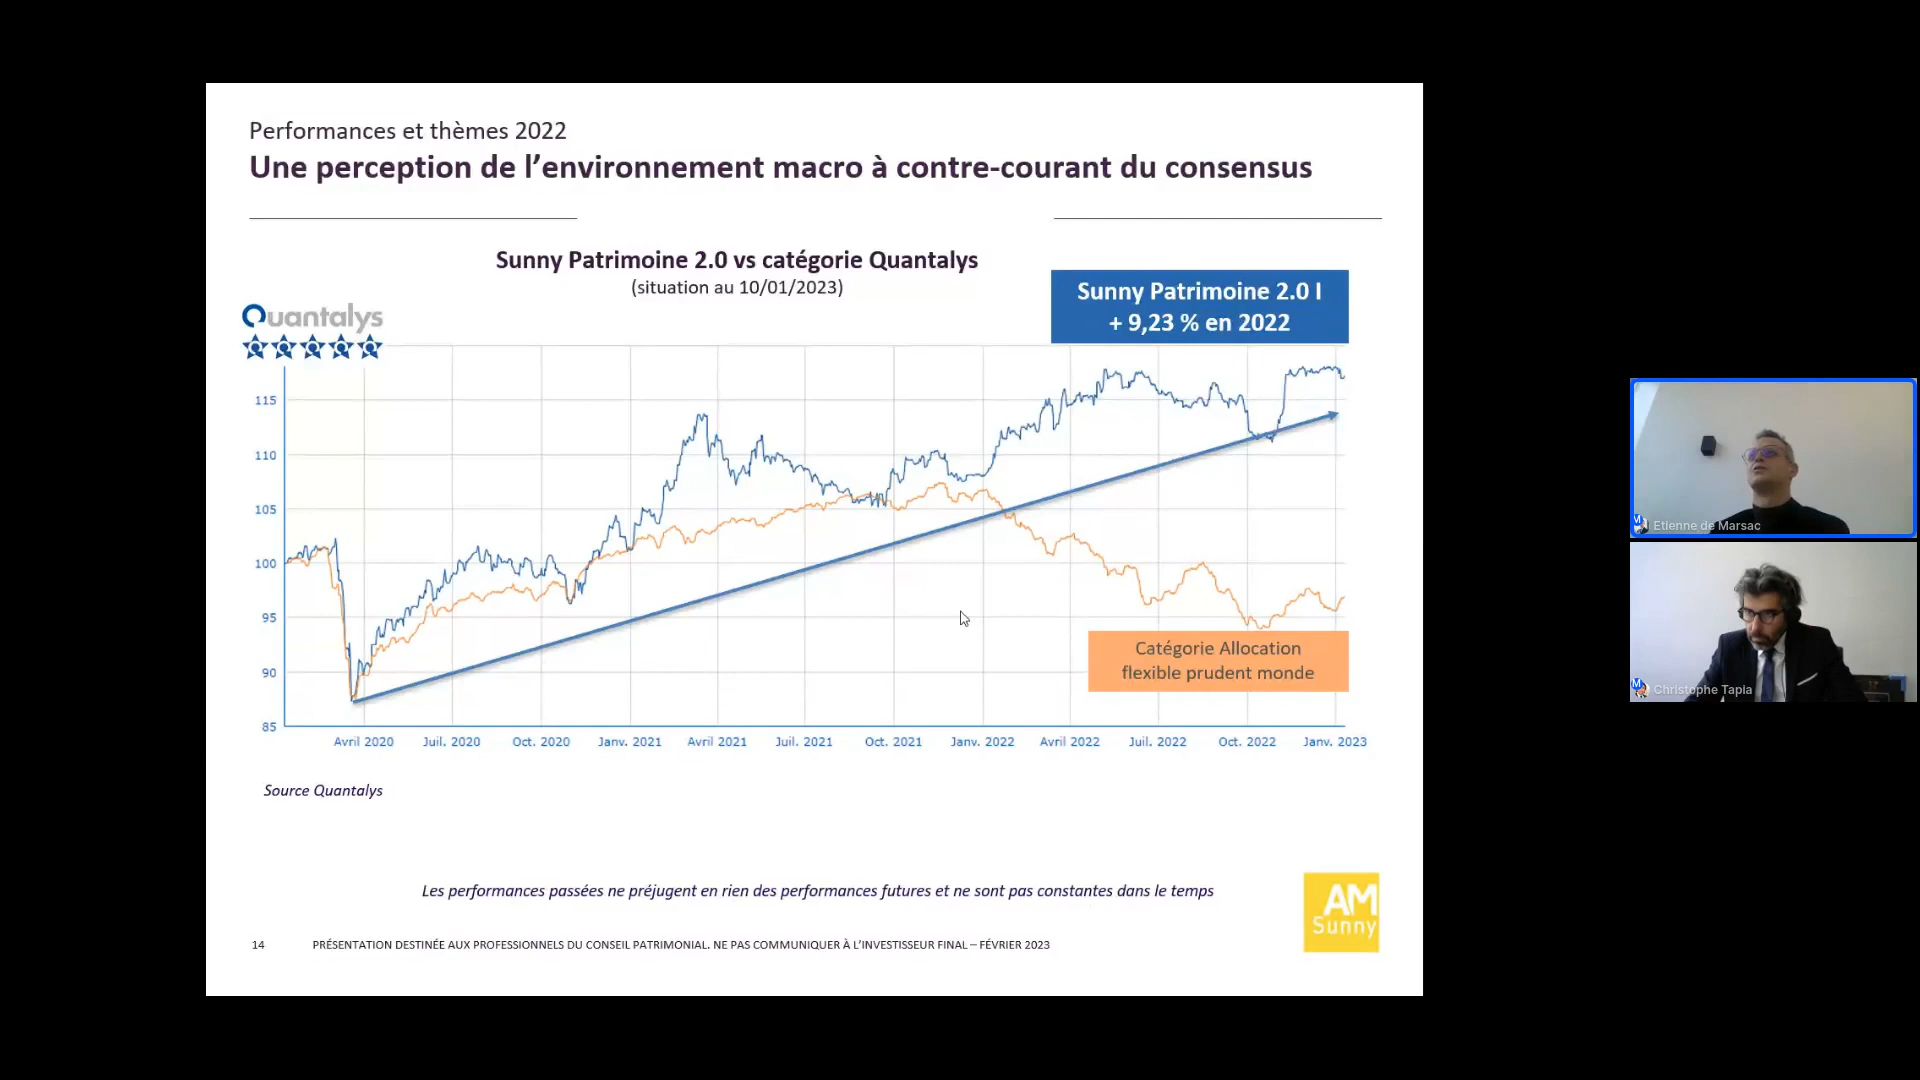 Performances et thèmes 2022
Une perception de l’environnement macro à contre-courant du consensus
Sunny Patrimoine 2.0 vs catégorie Quantalys
(situation au 10/01/2023)
Sunny Patrimoine 2.0 I
+ 9,23 % en 2022
Quantalys
115
110
105
100
95
90
85
Catégorie Allocation
flexible prudent monde
Avril 2020 Juil. 2020 Oct. 2020 Janv. 2021 Avril 2021 Juil. 2021 Oct. 2021 Janv. 2022 Avril 2022 Juil. 2022 Oct. 2022 Janv. 2023
Source Quantalys
Les performances passées ne préjugent en rien des performances futures et ne sont pas constantes dans le temps
AM
Sunny
14 PRÉSENTATION DESTINÉE AUX PROFESSIONNELS DU CONSEIL PATRIMONIAL. NE PAS COMMUNIQUER À L’INVESTISSEUR FINAL – FÉVRIER 2023
Etienne de Marsac
Christophe Tapia